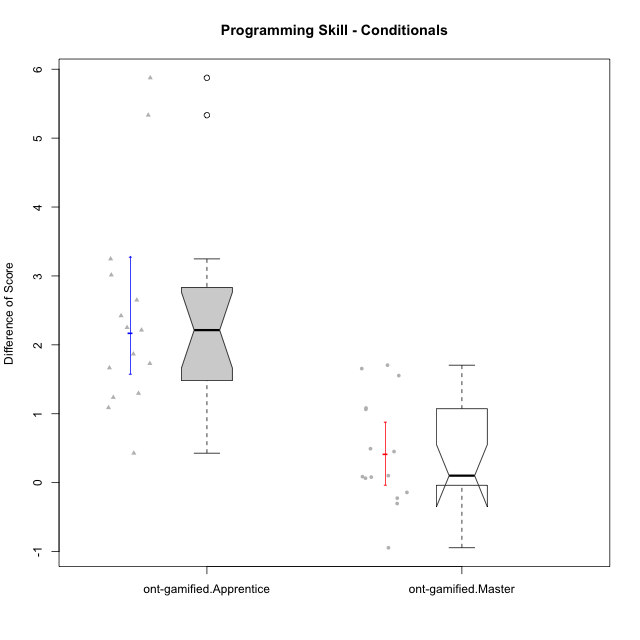 Programming Skill - Conditionals
Difference of Score
6
5
4
3
2
1
0
-1
ont-gamified.Apprentice
ont-gamified.Master